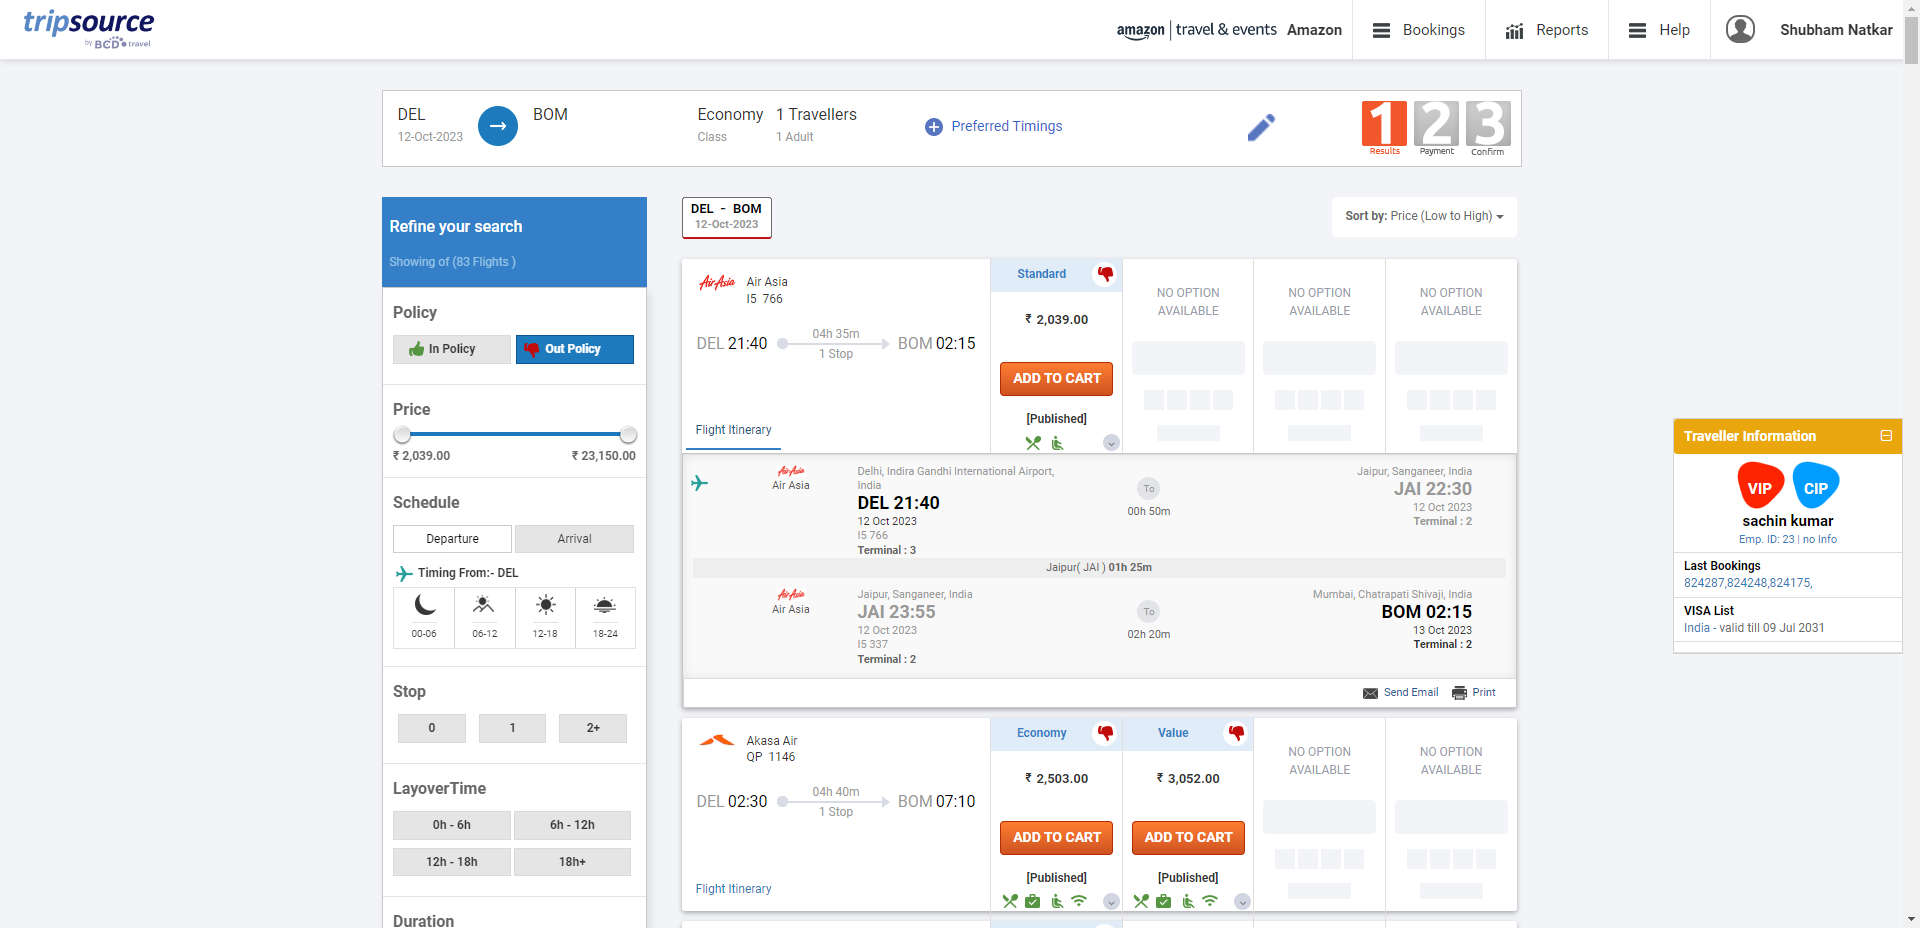 tripsource
by BCD travel
amazon travel & events Amazon
Bookings
Reports
Help
Shubham Natkar
DEL
12-Oct-2023
BOM
Economy
Class
1 Travellers
1 Adult
Preferred Timings
1 Results
2 Payment
3 Confirm
Refine your search
Showing of (83 Flights )
Policy
In Policy
Out Policy
Price
₹ 2,039.00
₹ 23,150.00
Schedule
Departure
Arrival
Timing From:- DEL
00-06
06-12
12-18
18-24
Stop
0
1
2+
LayoverTime
0h - 6h
6h - 12h
12h - 18h
18h+
Duration
DEL - BOM
12-Oct-2023
Sort by: Price (Low to High)
AirAsia
Air Asia
I5 766
DEL 21:40
04h 35m
1 Stop
BOM 02:15
Flight Itinerary
Standard
₹ 2,039.00
ADD TO CART
[Published]
NO OPTION
AVAILABLE
NO OPTION
AVAILABLE
NO OPTION
AVAILABLE
AirAsia
Air Asia
Delhi, Indira Gandhi International Airport,
India
DEL 21:40
12 Oct 2023
I5 766
Terminal : 3
To
00h 50m
Jaipur, Sanganeer, India
JAI 22:30
12 Oct 2023
Terminal : 2
Jaipur( JAI ) 01h 25m
AirAsia
Air Asia
Jaipur, Sanganeer, India
JAI 23:55
12 Oct 2023
I5 337
Terminal : 2
To
02h 20m
Mumbai, Chatrapati Shivaji, India
BOM 02:15
13 Oct 2023
Terminal : 2
Send Email
Print
Akasa Air
QP 1146
DEL 02:30
04h 40m
1 Stop
BOM 07:10
Flight Itinerary
Economy
₹ 2,503.00
ADD TO CART
[Published]
Value
₹ 3,052.00
ADD TO CART
[Published]
NO OPTION
AVAILABLE
NO OPTION
AVAILABLE
Traveller Information
VIP
CIP
sachin kumar
Emp. ID: 23 | no Info
Last Bookings
824287,824248,824175,
VISA List
India - valid till 09 Jul 2031